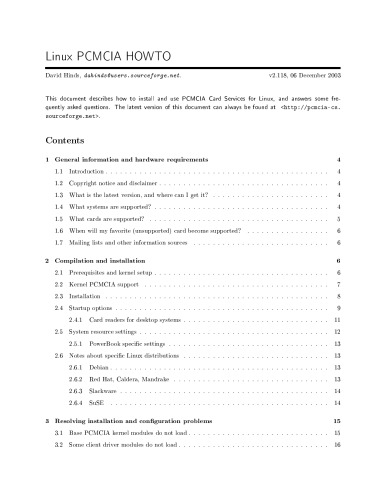 Linux PCMCIA HOWTO
David Hinds, dahinds@users.sourceforge.net. v2.118, 06 December 2003
This document describes how to install and use PCMCIA Card Services for Linux, and answers some fre-
quently asked questions. The latest version of this document can always be found at <http://pcmcia-cs.
sourceforge.net>.
Contents
1 General information and hardware requirements 4
1.1 Introduction . . . . . . . . . . . . . . . . . . . . 4
1.2 Copyright notice and disclaimer . . . . . . . . . . . . . . . . . . . . 4
1.3 What is the latest version, and where can I get it? . . . . . . . . . . . . . . . . . . . . 4
1.4 What systems are supported? . . . . . . . . . . . . . . . . . . . . 4
1.5 What cards are supported? . . . . . . . . . . . . . . . . . . . . 5
1.6 When will my favorite (unsupported) card become supported? . . . . . . . . . . . . . . 6
1.7 Mailing lists and other information sources . . . . . . . . . . . . . . . . . . . . 6
2 Compilation and installation 6
2.1 Prerequisites and kernel setup . . . . . . . . . . . . . . . . . . . . 6
2.2 Kernel PCMCIA support . . . . . . . . . . . . . . . . . . . . 7
2.3 Installation . . . . . . . . . . . . . . . . . . . . 8
2.4 Startup options . . . . . . . . . . . . . . . . . . . . 9
2.4.1 Card readers for desktop systems . . . . . . . . . . . . . . . . . . . . 11
2.5 System resource settings . . . . . . . . . . . . . . . . . . . . 12
2.5.1 PowerBook specific settings . . . . . . . . . . . . . . . . . . . . 13
2.6 Notes about specific Linux distributions . . . . . . . . . . . . . . . . . . . . 13
2.6.1 Debian . . . . . . . . . . . . . . . . . . . . 13
2.6.2 Red Hat, Caldera, Mandrake . . . . . . . . . . . . . . . . . . . . 13
2.6.3 Slackware . . . . . . . . . . . . . . . . . . . . 14
2.6.4 SuSE . . . . . . . . . . . . . . . . . . . . 14
3 Resolving installation and configuration problems 15
3.1 Base PCMCIA kernel modules do not load . . . . . . . . . . . . . . . . . . . . 15
3.2 Some client driver modules do not load . . . . . . . . . . . . . . . . . . . . 16